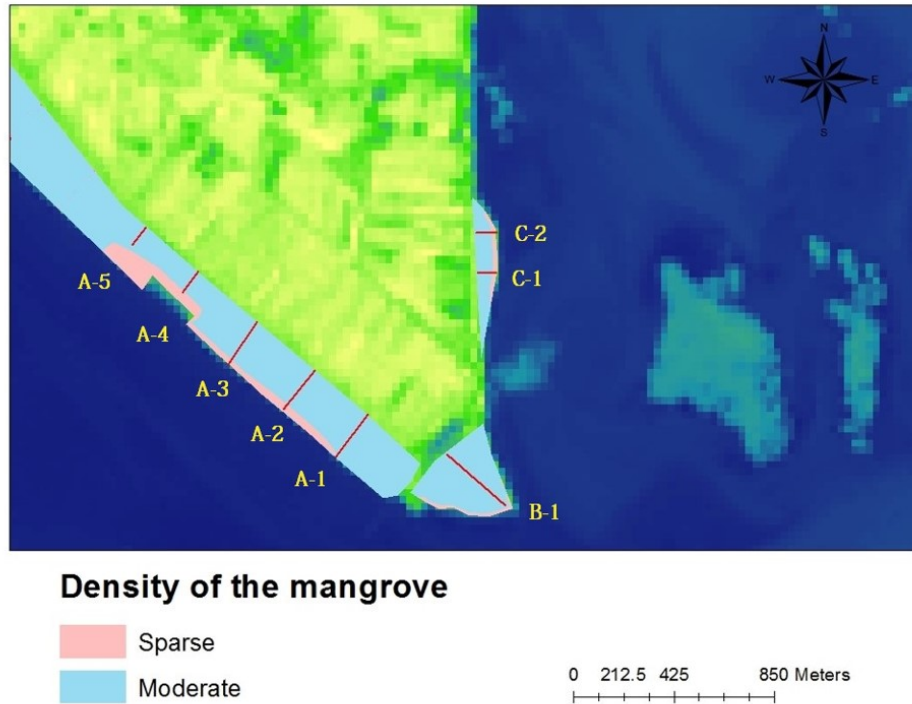 N
W E
S
C-2
C-1
A-5
A-4
A-3
A-2
A-1
B-1
Density of the mangrove
Sparse
Moderate
0 212.5 425 850 Meters